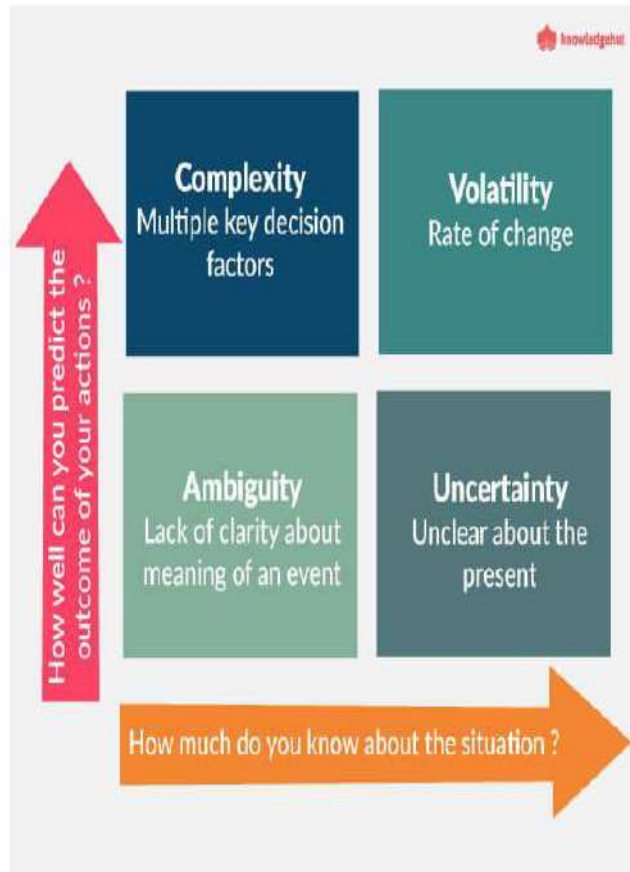 knowledgehut
Complexity
Multiple key decision
factors
Volatility
Rate of change
How well can you predict the
outcome of your actions ?
Ambiguity
Lack of clarity about
meaning of an event
Uncertainty
Unclear about the
present
How much do you know about the situation ?